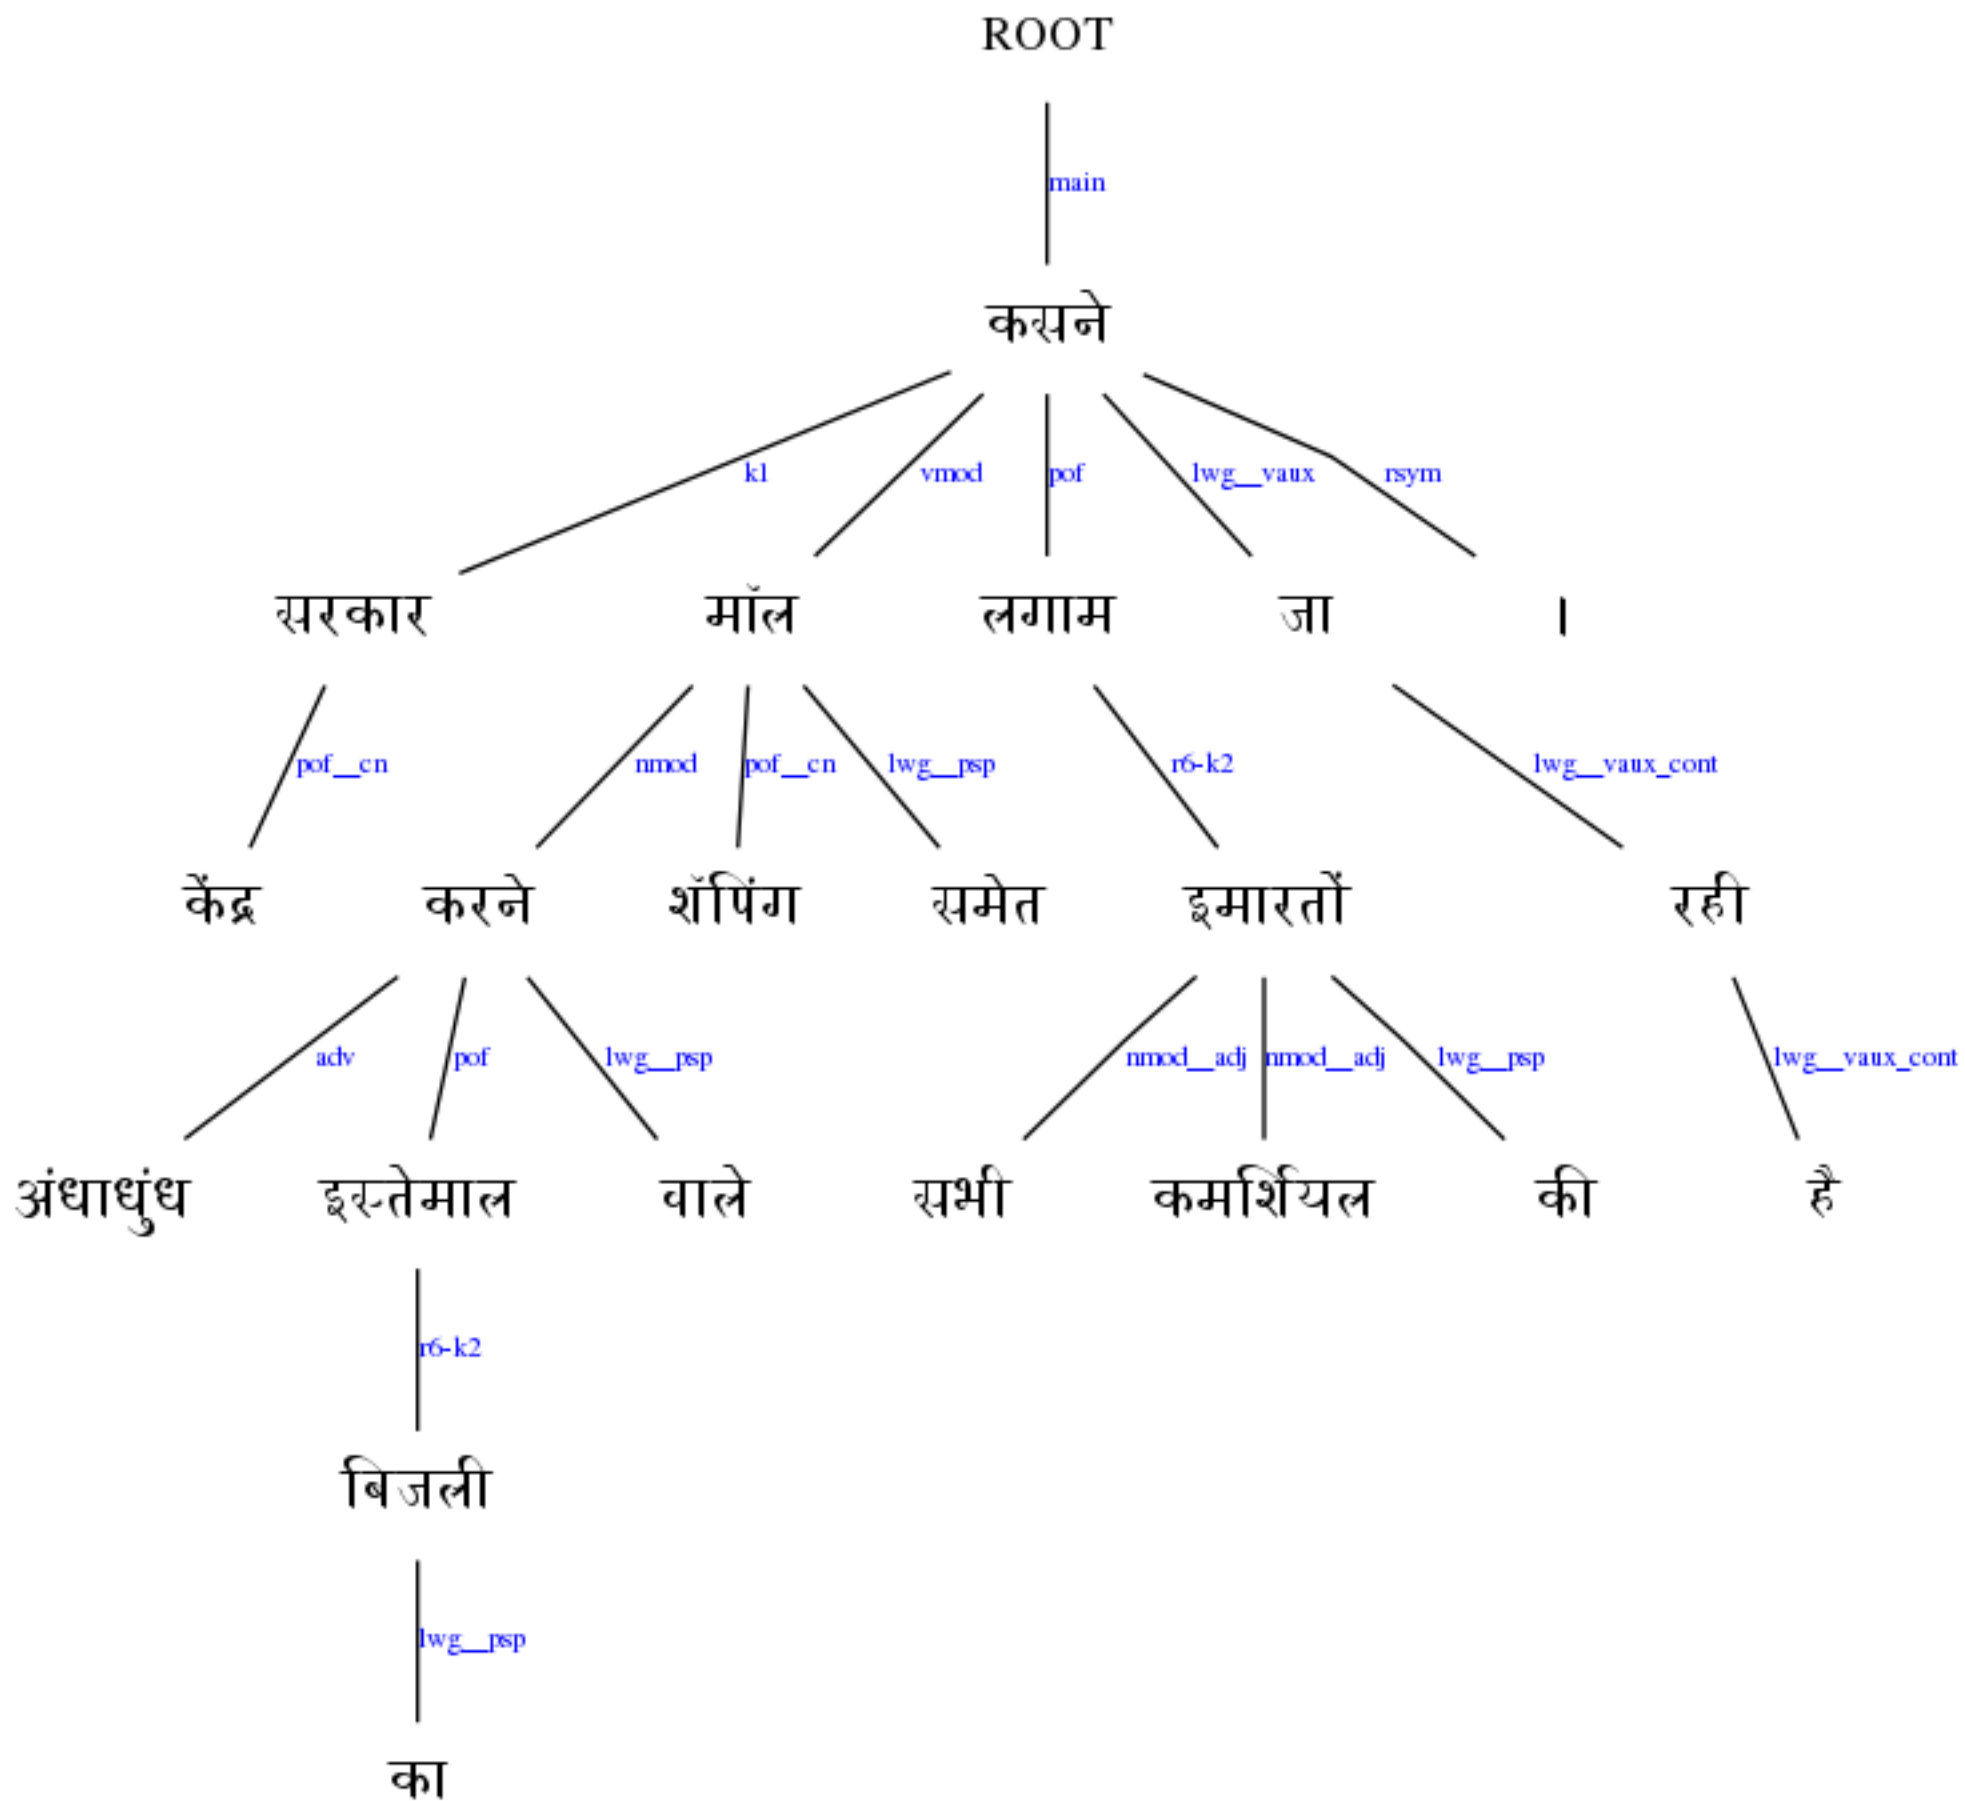 ROOT
main
कसने
k1 vmod pof lwg__vaux rsym
सरकार मॉल लगाम जा ।
pof__cn nmod pof__cn lwg__psp r6-k2 lwg__vaux_cont
केंद्र करने शॅपिंग समेत इमारतों रही
adv pof lwg__psp nmod__adj nmod__adj lwg__psp lwg__vaux_cont
अंधाधुंध इस्तेमाल वाले सभी कमर्शियल की है
r6-k2
बिजली
lwg__psp
का